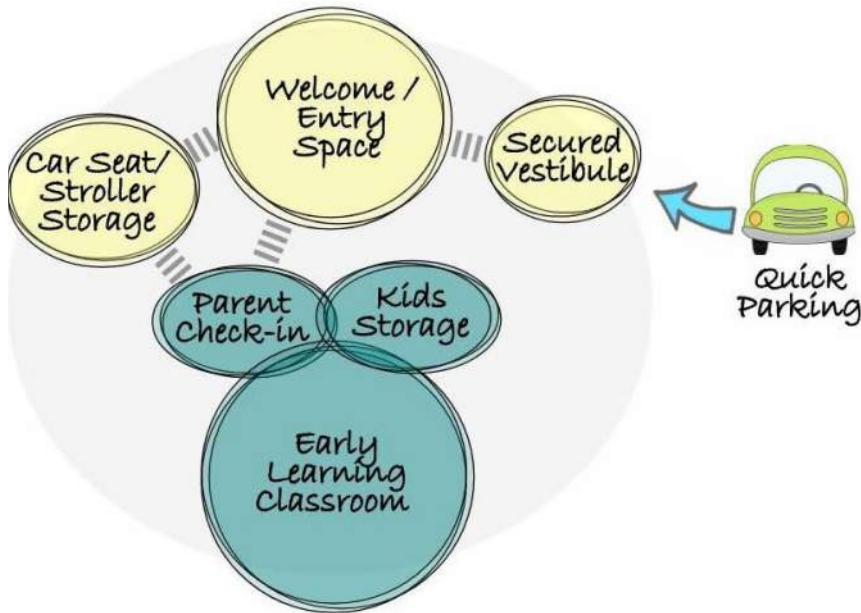 Welcome /
Entry
Space
Secured
Vestibule
Car Seat/
Stroller
Storage
Quick
Parking
Parent
Check-in
Kids
Storage
Early
Learning
Classroom